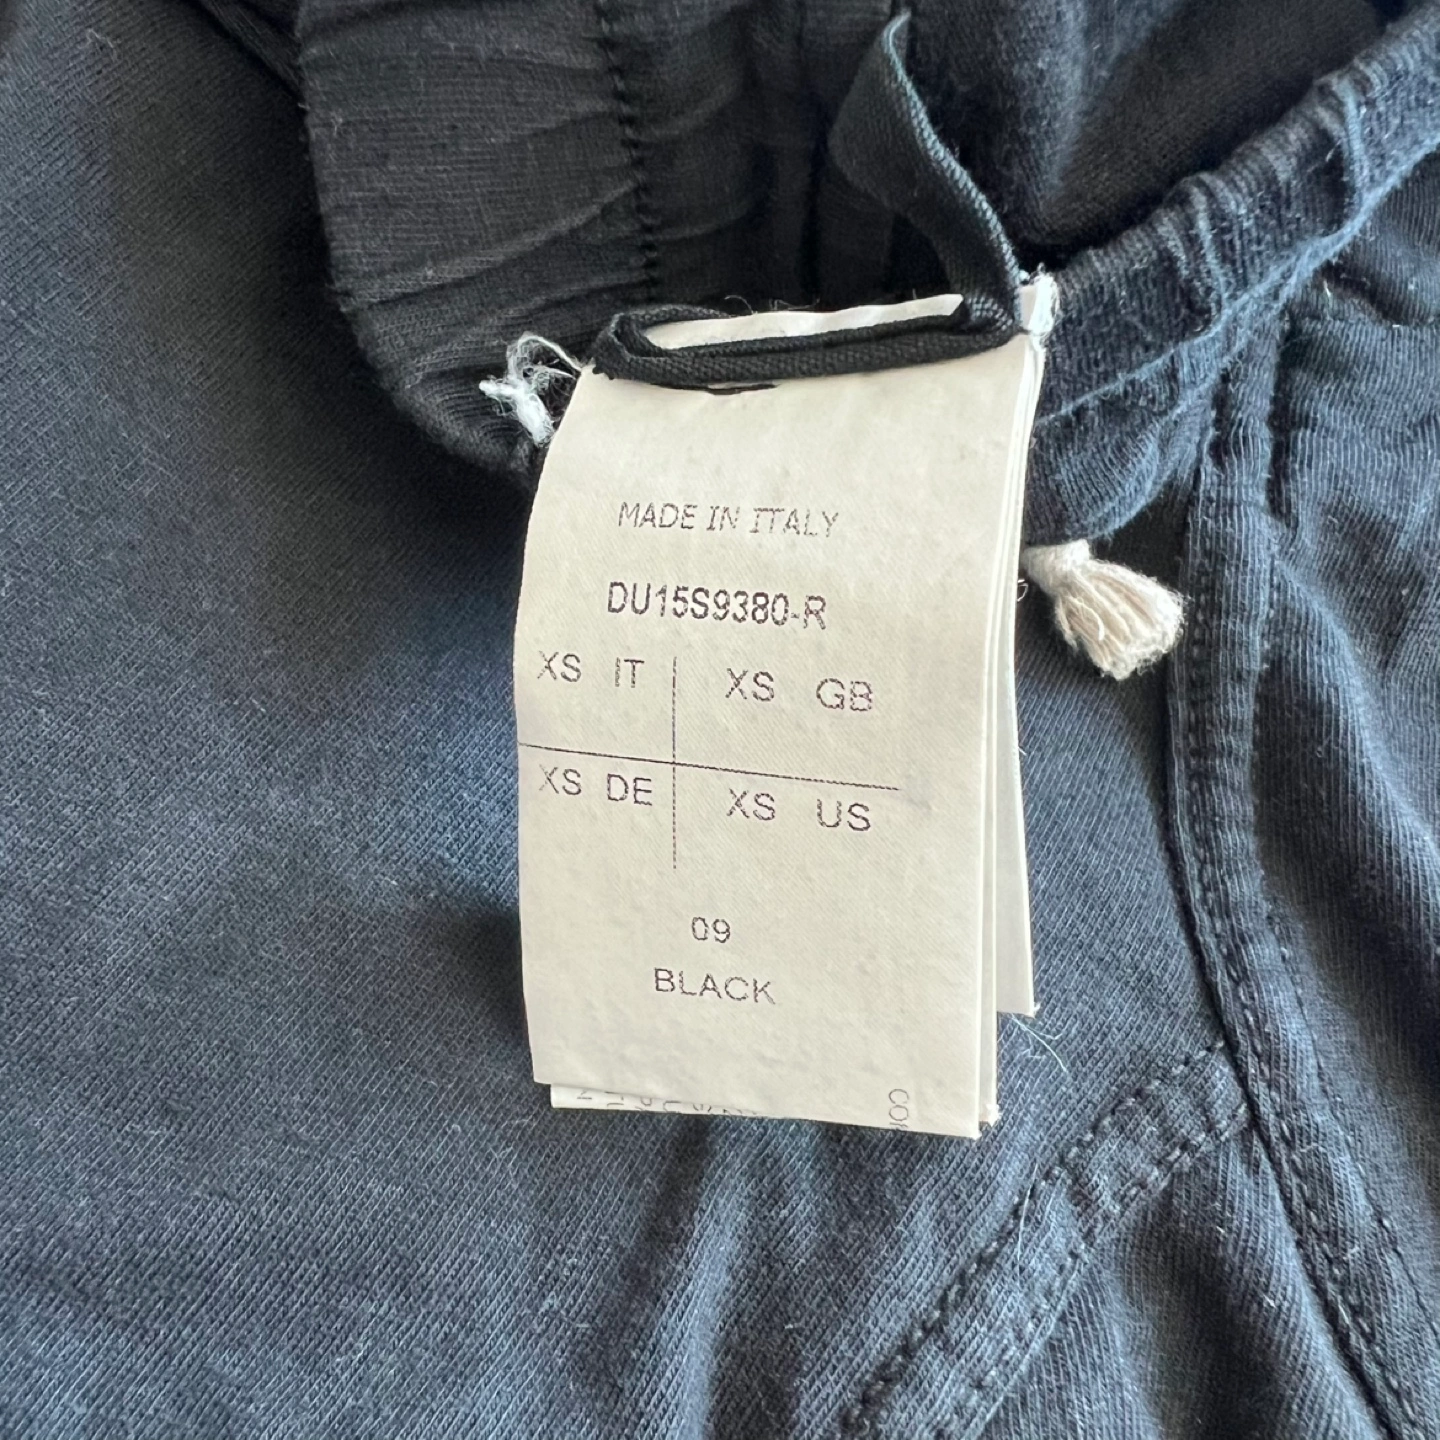 MADE IN ITALY
DU15S9380-R
XS IT XS GB
XS DE XS US
09
BLACK